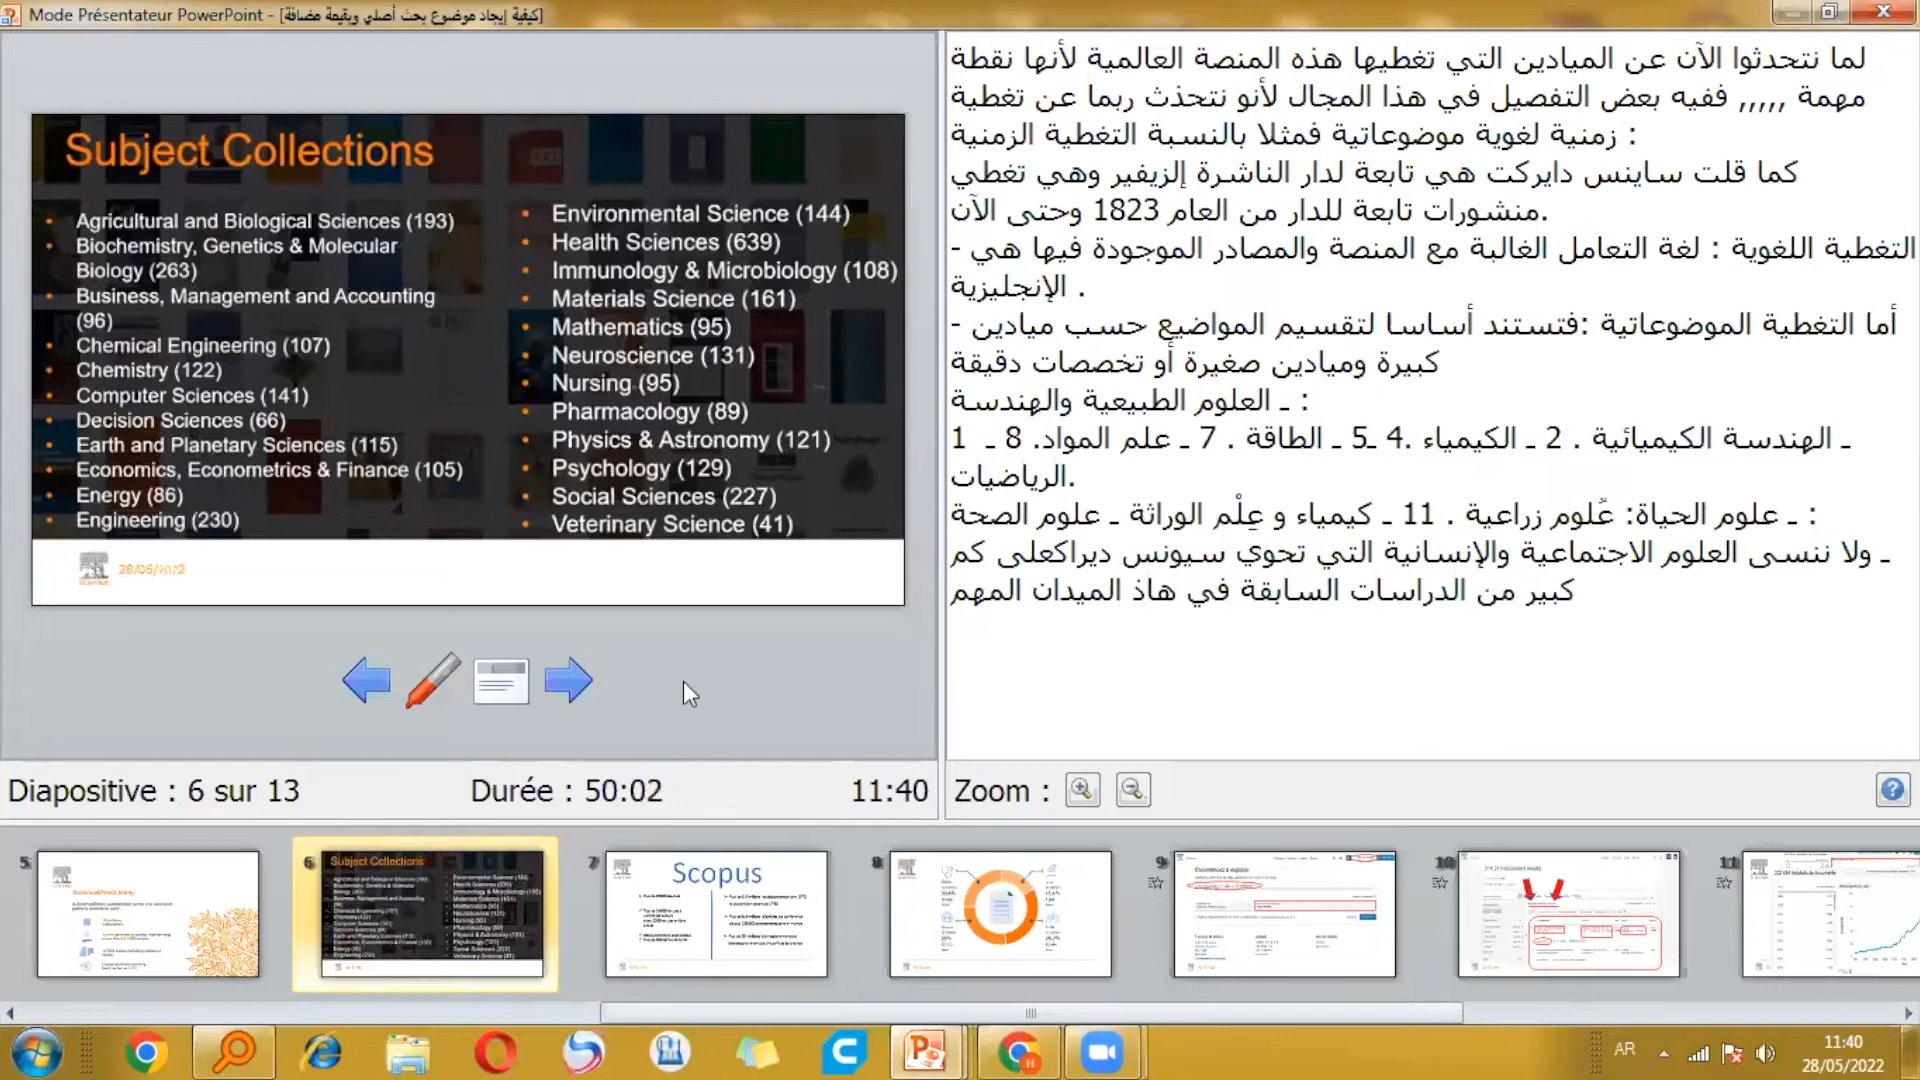 Mode Présentateur PowerPoint - [كيفية إيجاد موضوع بحث أصلي وبقيمة مضافة]
Subject Collections
Agricultural and Biological Sciences (193)
Biochemistry, Genetics & Molecular
Biology (263)
Business, Management and Accounting
(96)
Chemical Engineering (107)
Chemistry (122)
Computer Sciences (141)
Decision Sciences (66)
Earth and Planetary Sciences (115)
Economics, Econometrics & Finance (105)
Energy (86)
Engineering (230)
Environmental Science (144)
Health Sciences (639)
Immunology & Microbiology (108)
Materials Science (161)
Mathematics (95)
Neuroscience (131)
Nursing (95)
Pharmacology (89)
Physics & Astronomy (121)
Psychology (129)
Social Sciences (227)
Veterinary Science (41)
28/05/2022
لما نتحدثوا الآن عن الميادين التي تغطيها هذه المنصة العالمية لأنها نقطة
مهمة ,,,,, ففيه بعض التفصيل في هذا المجال لأنو نتحذث ربما عن تغطية
زمنية لغوية موضوعاتية فمثلا بالنسبة التغطية الزمنية :
كما قلت ساينس دايركت هي تابعة لدار الناشرة إلزيفير وهي تغطي
منشورات تابعة للدار من العام 1823 وحتى الآن.
- التغطية اللغوية : لغة التعامل الغالبة مع المنصة والمصادر الموجودة فيها هي
الإنجليزية .
- أما التغطية الموضوعاتية :فتستند أساسا لتقسيم المواضيع حسب ميادين
كبيرة وميادين صغيرة أو تخصصات دقيقة
ـ العلوم الطبيعية والهندسة :
1 ـ الهندسة الكيميائية . 2 ـ الكيمياء .4 ـ5 ـ الطاقة . 7 ـ علم المواد. 8 ـ
الرياضيات.
ـ علوم الحياة: عُلوم زراعية . 11 ـ كيمياء و عِلْم الوراثة ـ علوم الصحة :
ـ ولا ننسى العلوم الاجتماعية والإنسانية التي تحوي سيونس ديراكعلى كم
كبير من الدراسات السابقة في هاذ الميدان المهم
Diapositive : 6 sur 13
Durée : 50:02
11:40
Zoom :
5
6
7
8
9
10
11
Subject Collections
Scopus
AR
11:40
28/05/2022